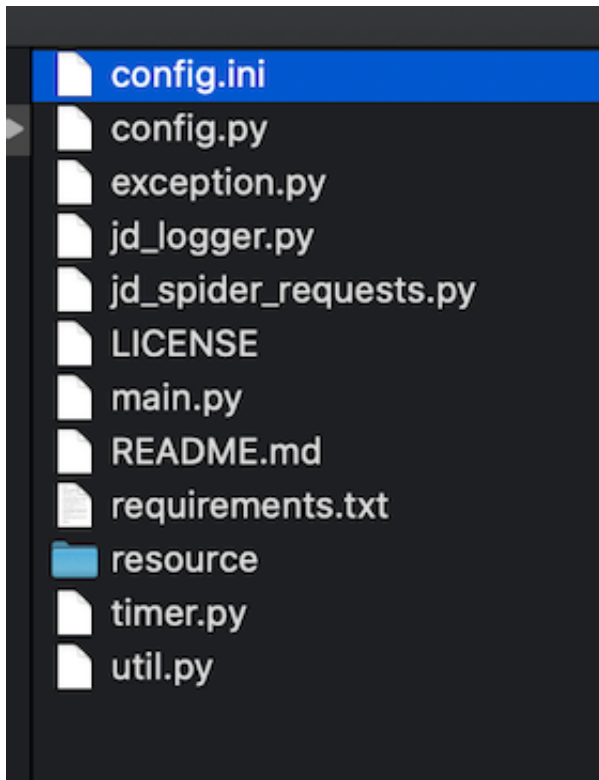 config.ini
config.py
exception.py
jd_logger.py
jd_spider_requests.py
LICENSE
main.py
README.md
requirements.txt
resource
timer.py
util.py